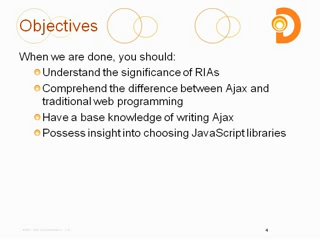 Objectives
When we are done, you should:
Understand the significance of RIAs
Comprehend the difference between Ajax and
traditional web programming
Have a base knowledge of writing Ajax
Possess insight into choosing JavaScript libraries
4